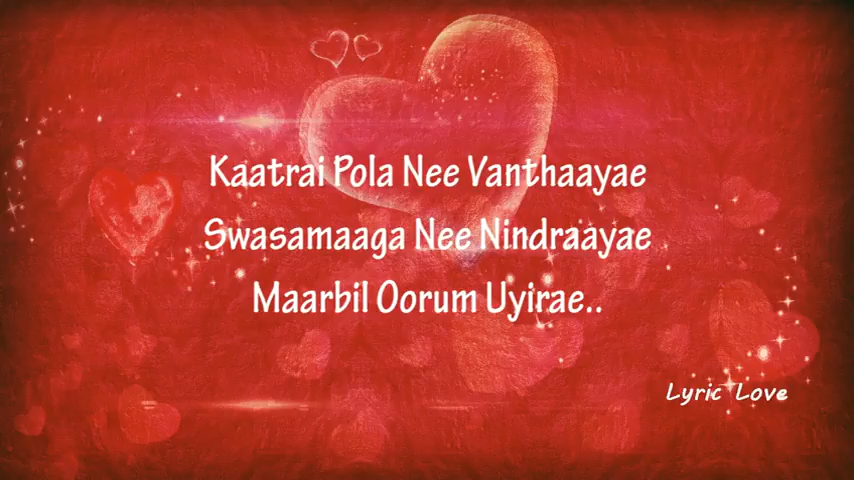 Kaatrai Pola Nee Vanthaayae
Swasamaaga Nee Nindraayae
Maarbil Oorum Uyirae..
Lyric Love